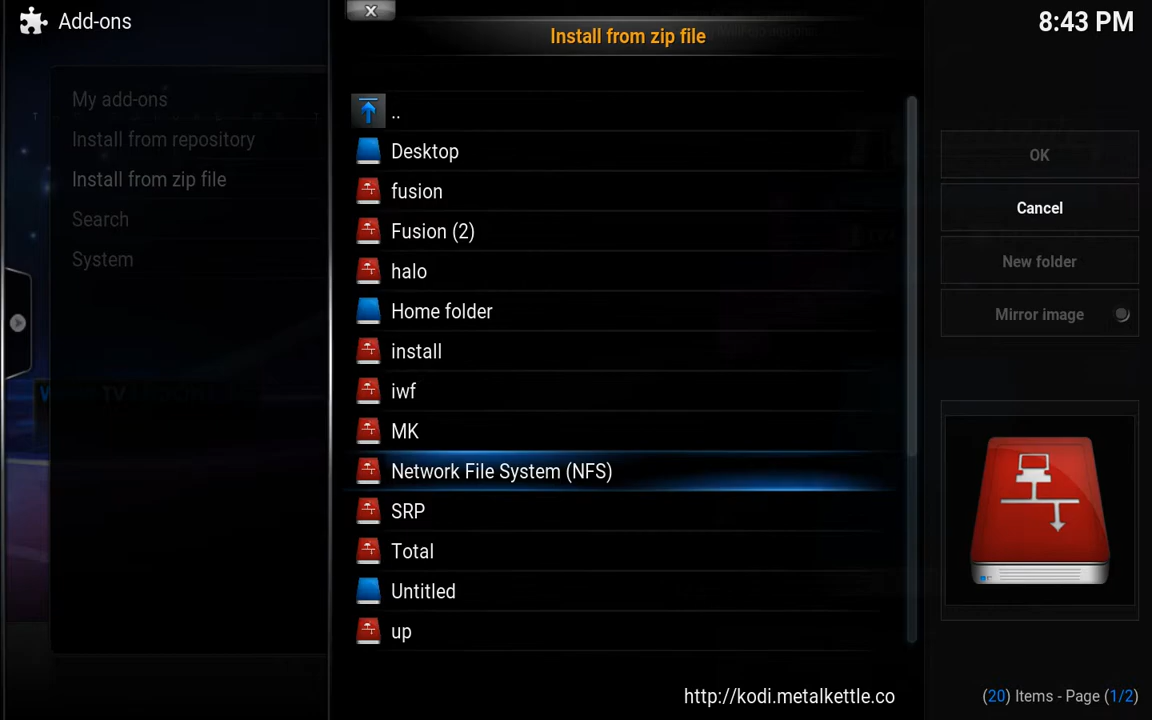 Add-ons
Install from zip file
8:43 PM
My add-ons
Install from repository
Install from zip file
Search
System
..
Desktop
fusion
Fusion (2)
halo
Home folder
install
iwf
MK
Network File System (NFS)
SRP
Total
Untitled
up
OK
Cancel
New folder
Mirror image
http://kodi.metalkettle.co
(20) Items - Page (1/2)